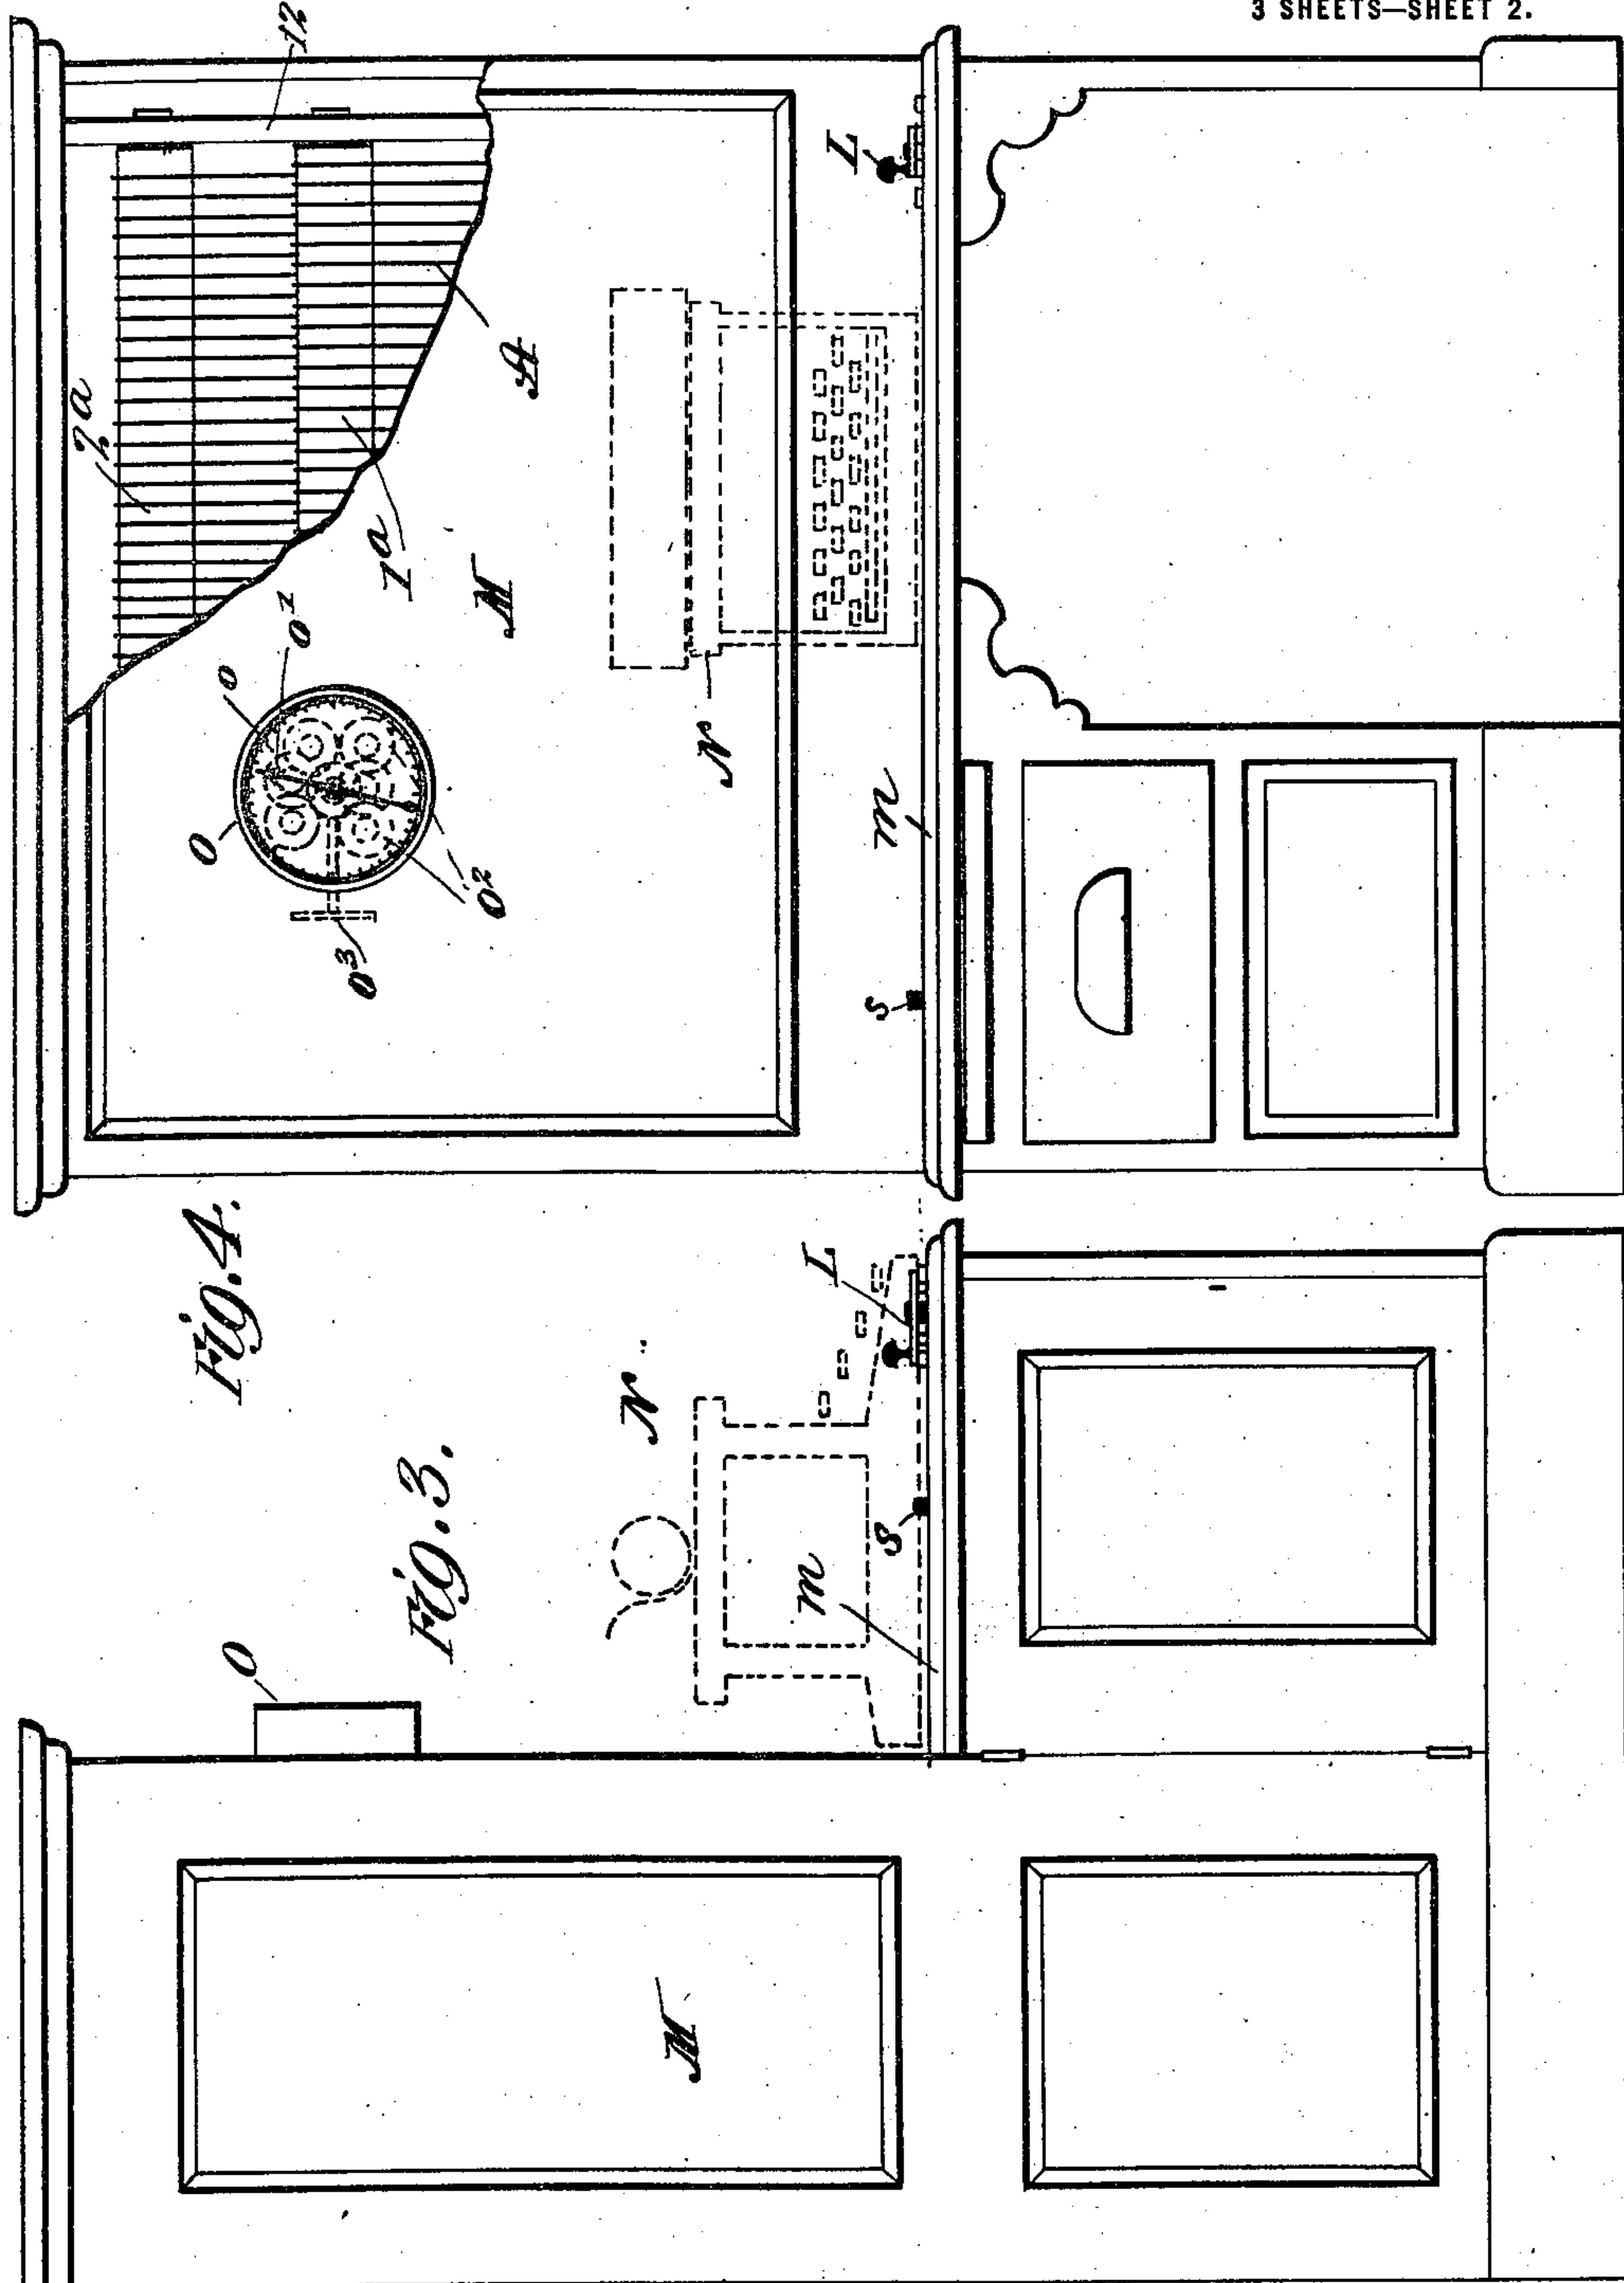 3 SHEETS—SHEET 2.
Fig. 4.
12
2ª
A
1ª
M
L
o
o¹
O
o²
o³
N
m
s
Fig. 3.
O
N
L
m
s
M